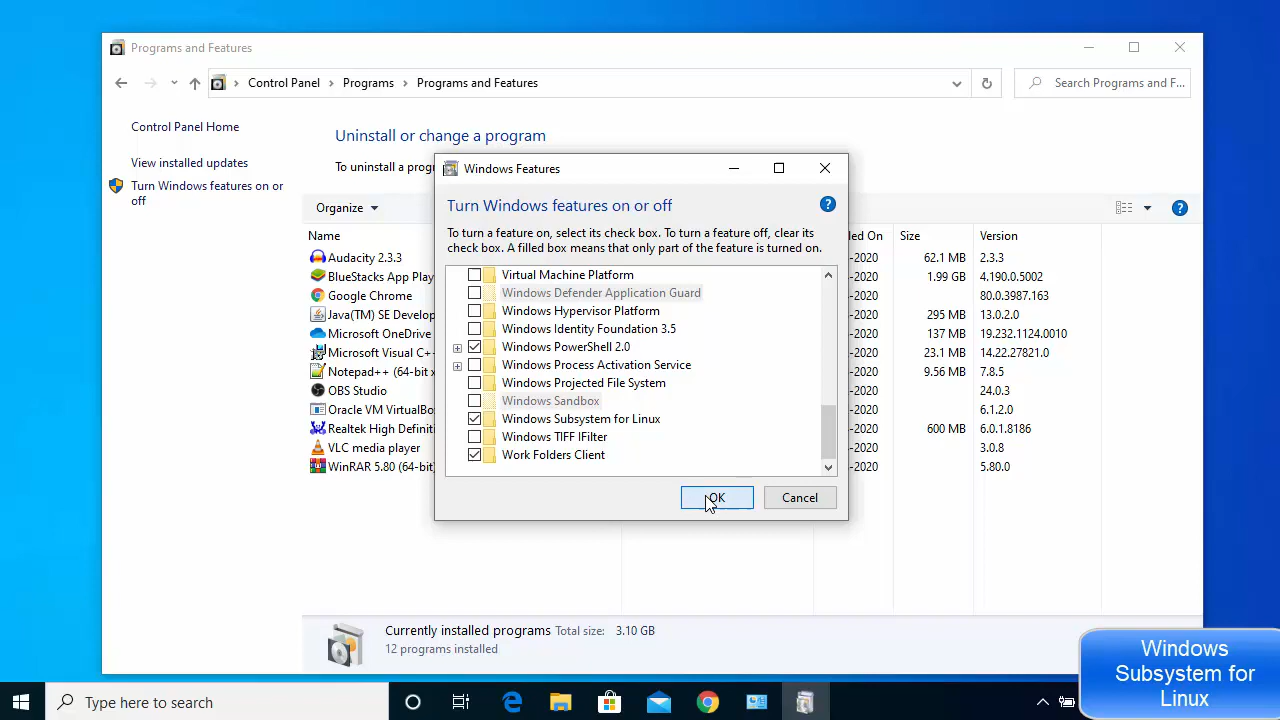 Programs and Features
Control Panel
Programs
Programs and Features
Search Programs and F...
Control Panel Home
View installed updates
Turn Windows features on or
off
Uninstall or change a program
To uninstall a prog
Organize
Name
led On
Size
Version
Audacity 2.3.3
-2020
62.1 MB
2.3.3
BlueStacks App Play
-2020
1.99 GB
4.190.0.5002
Google Chrome
-2020
80.0.3987.163
Java(TM) SE Develop
-2020
295 MB
13.0.2.0
Microsoft OneDrive
-2020
137 MB
19.232.1124.0010
Microsoft Visual C+
-2020
23.1 MB
14.22.27821.0
Notepad++ (64-bit x
-2020
9.56 MB
7.8.5
OBS Studio
-2020
24.0.3
Oracle VM VirtualBo
-2020
6.1.2.0
Realtek High Definiti
-2020
600 MB
6.0.1.8186
VLC media player
-2020
3.0.8
WinRAR 5.80 (64-bit)
-2020
5.80.0
Windows Features
Turn Windows features on or off
To turn a feature on, select its check box. To turn a feature off, clear its
check box. A filled box means that only part of the feature is turned on.
Virtual Machine Platform
Windows Defender Application Guard
Windows Hypervisor Platform
Windows Identity Foundation 3.5
Windows PowerShell 2.0
Windows Process Activation Service
Windows Projected File System
Windows Sandbox
Windows Subsystem for Linux
Windows TIFF IFilter
Work Folders Client
OK
Cancel
Currently installed programs Total size: 3.10 GB
12 programs installed
Type here to search
Windows
Subsystem for
Linux